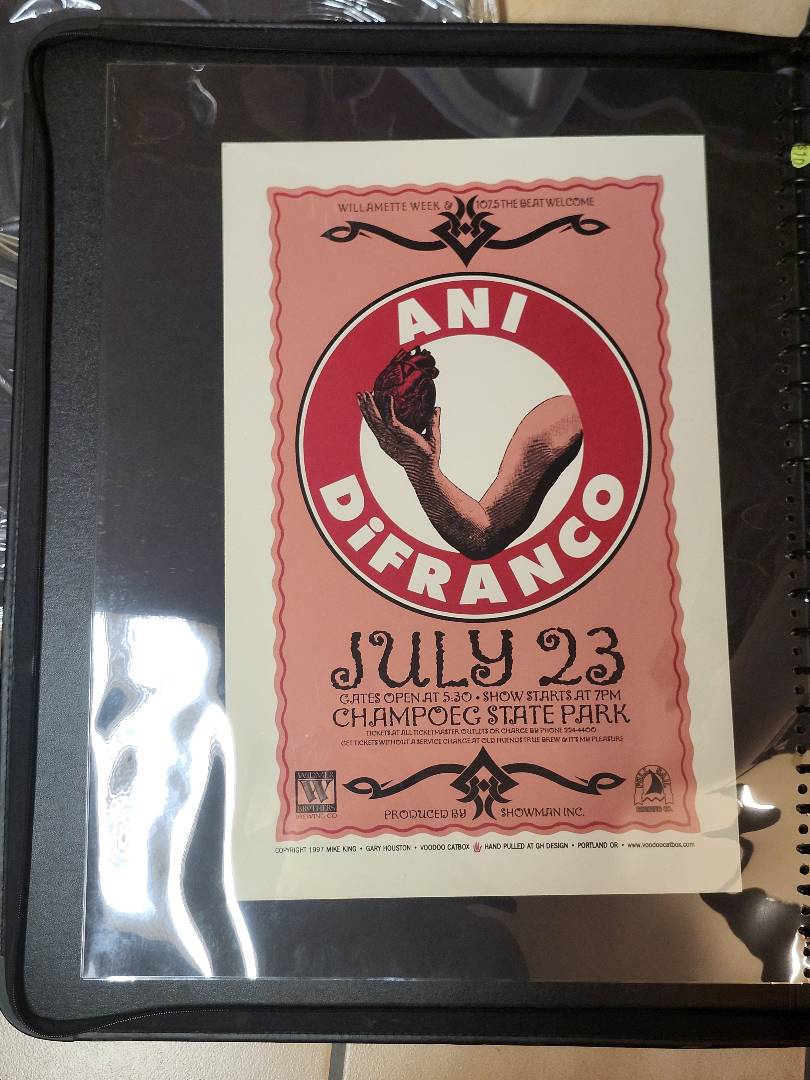 WILLAMETTE WEEK & 107.5 THE BEAT WELCOME
ANI
DiFRANCO
JULY 23
GATES OPEN AT 5:30 • SHOW STARTS AT 7PM
CHAMPOEG STATE PARK
TICKETS AT ALL TICKETMASTER OUTLETS OR CHARGE BY PHONE 224-4400
GET TICKETS WITHOUT A SERVICE CHARGE AT OLD FRIENDS TRUE BREW & IT'S MY PLEASURE
WIDMER
W
BROTHERS
BREWING CO
PRODUCED BY SHOWMAN INC.
BREWING CO.
COPYRIGHT 1997 MIKE KING • GARY HOUSTON • VOODOO CATBOX HAND PULLED AT GH DESIGN • PORTLAND OR • www.voodoocatbox.com